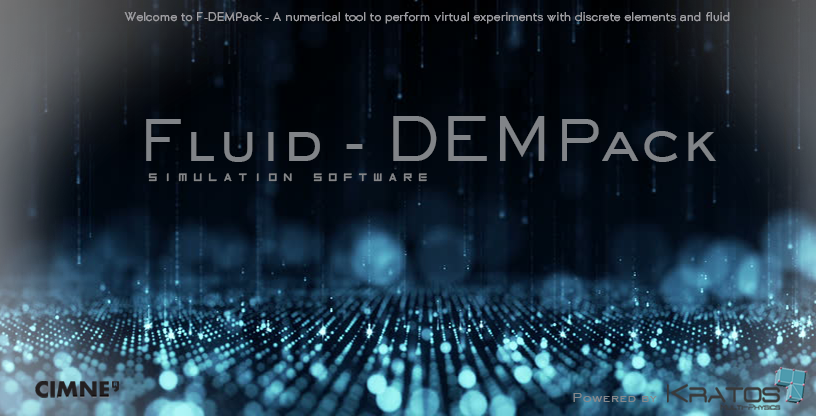 Welcome to F-DEMPack - A numerical tool to perform virtual experiments with discrete elements and fluid
FLUID - DEMPACK
SIMULATION SOFTWARE
CIMNE
POWERED BY KRATOS